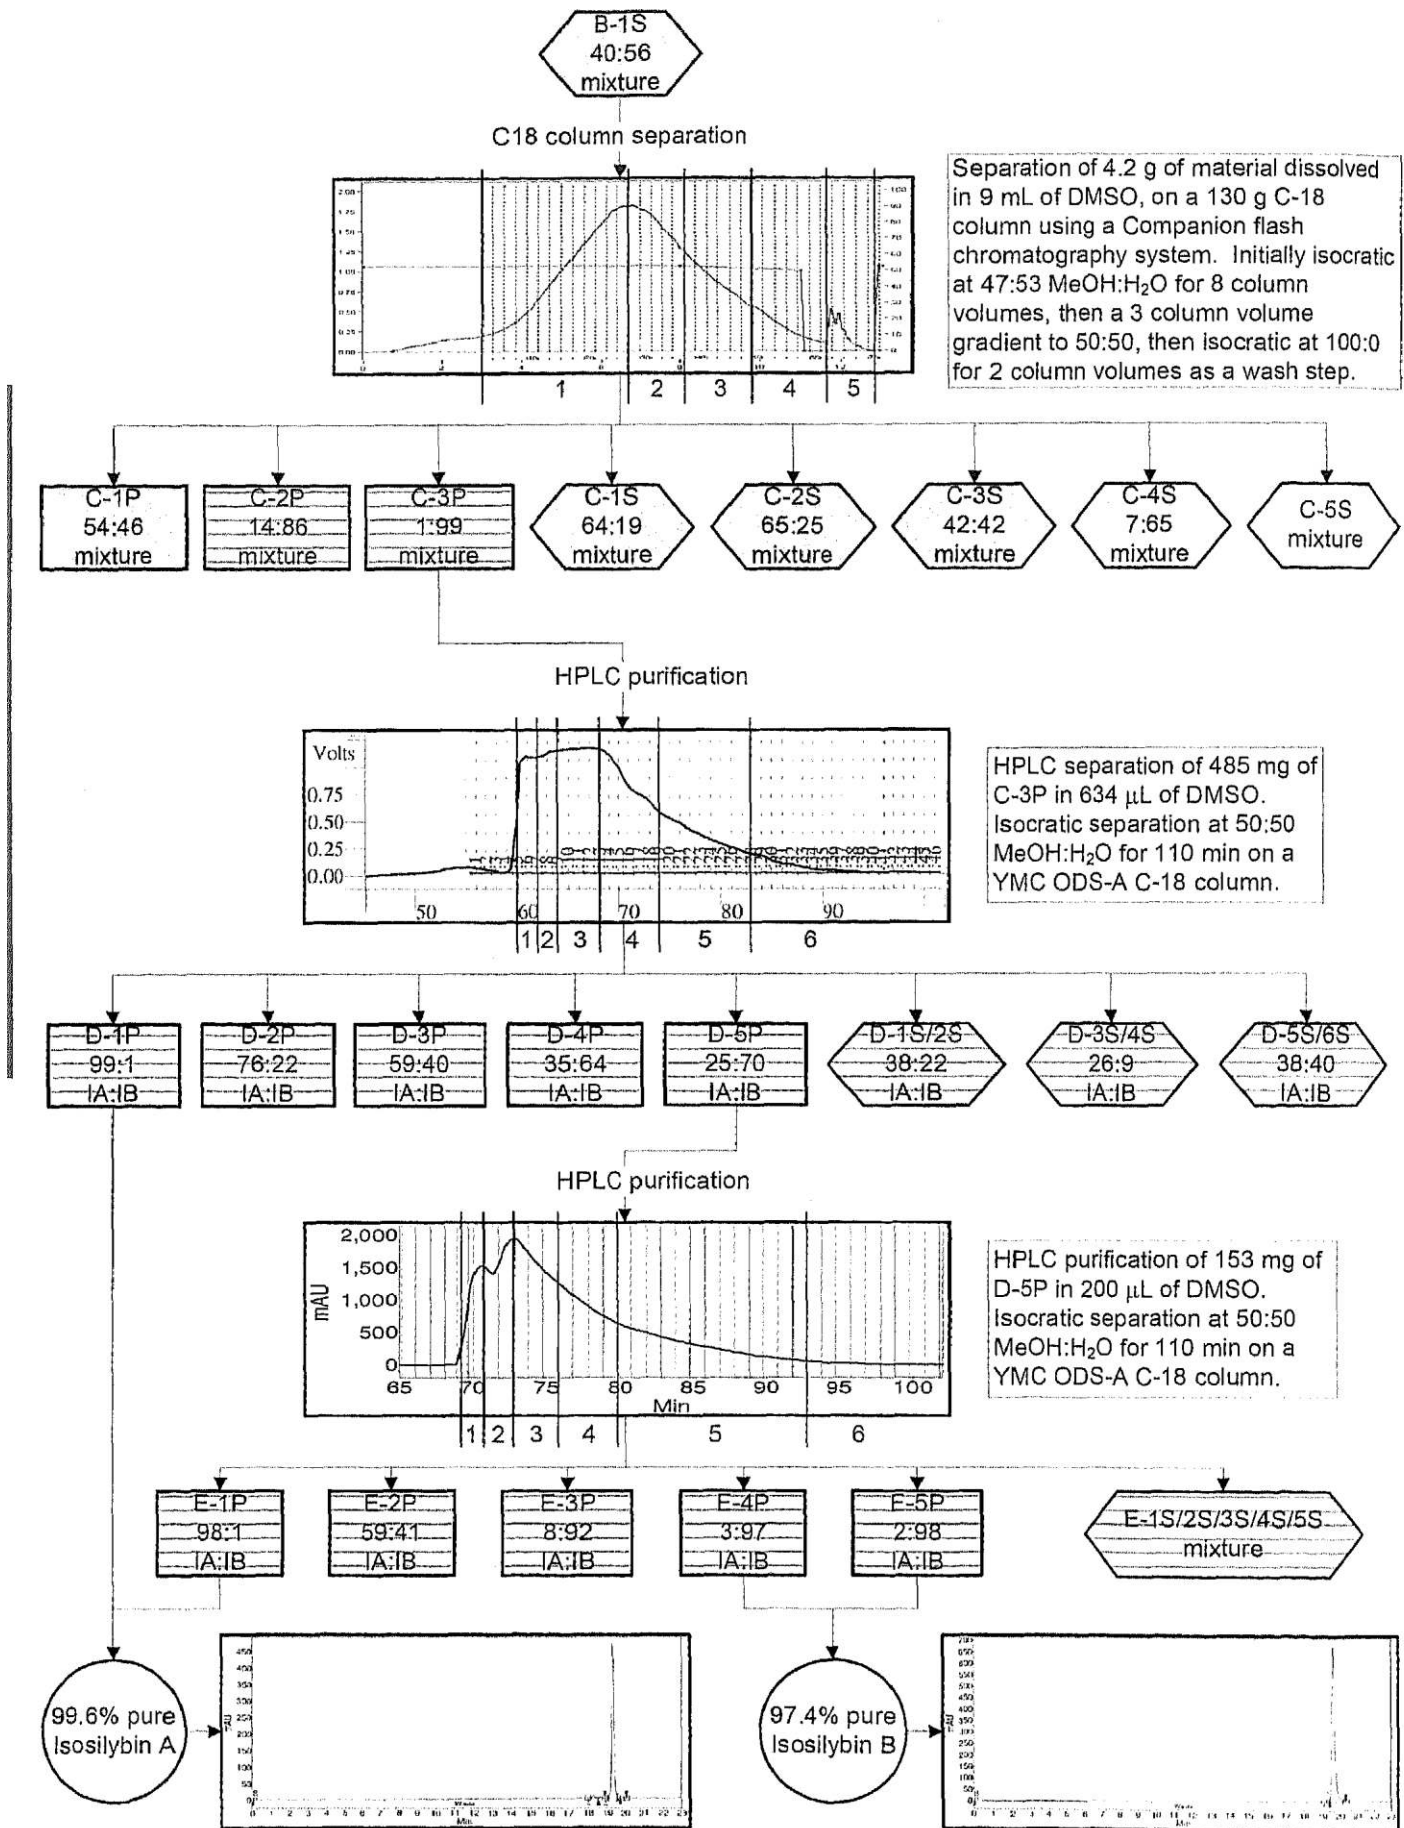 B-1S
40:56
mixture
C18 column separation
Separation of 4.2 g of material dissolved
in 9 mL of DMSO, on a 130 g C-18
column using a Companion flash
chromatography system. Initially isocratic
at 47:53 MeOH:H₂O for 8 column
volumes, then a 3 column volume
gradient to 50:50, then isocratic at 100:0
for 2 column volumes as a wash step.
1 2 3 4 5
C-1P
54:46
mixture
C-2P
14:86
mixture
C-3P
1:99
mixture
C-1S
64:19
mixture
C-2S
65:25
mixture
C-3S
42:42
mixture
C-4S
7:65
mixture
C-5S
mixture
HPLC purification
Volts
0.75
0.50
0.25
0.00
50 60 70 80 90
1 2 3 4 5 6
HPLC separation of 485 mg of
C-3P in 634 µL of DMSO.
Isocratic separation at 50:50
MeOH:H₂O for 110 min on a
YMC ODS-A C-18 column.
D-1P
99:1
IA:IB
D-2P
76:22
IA:IB
D-3P
59:40
IA:IB
D-4P
35:64
IA:IB
D-5P
25:70
IA:IB
D-1S/2S
38:22
IA:IB
D-3S/4S
26:9
IA:IB
D-5S/6S
38:40
IA:IB
HPLC purification
mAU
2,000
1,500
1,000
500
0
65 70 75 80 85 90 95 100
Min
1 2 3 4 5 6
HPLC purification of 153 mg of
D-5P in 200 µL of DMSO.
Isocratic separation at 50:50
MeOH:H₂O for 110 min on a
YMC ODS-A C-18 column.
E-1P
98:1
IA:IB
E-2P
59:41
IA:IB
E-3P
8:92
IA:IB
E-4P
3:97
IA:IB
E-5P
2:98
IA:IB
E-1S/2S/3S/4S/5S
mixture
99.6% pure
Isosilybin A
97.4% pure
Isosilybin B